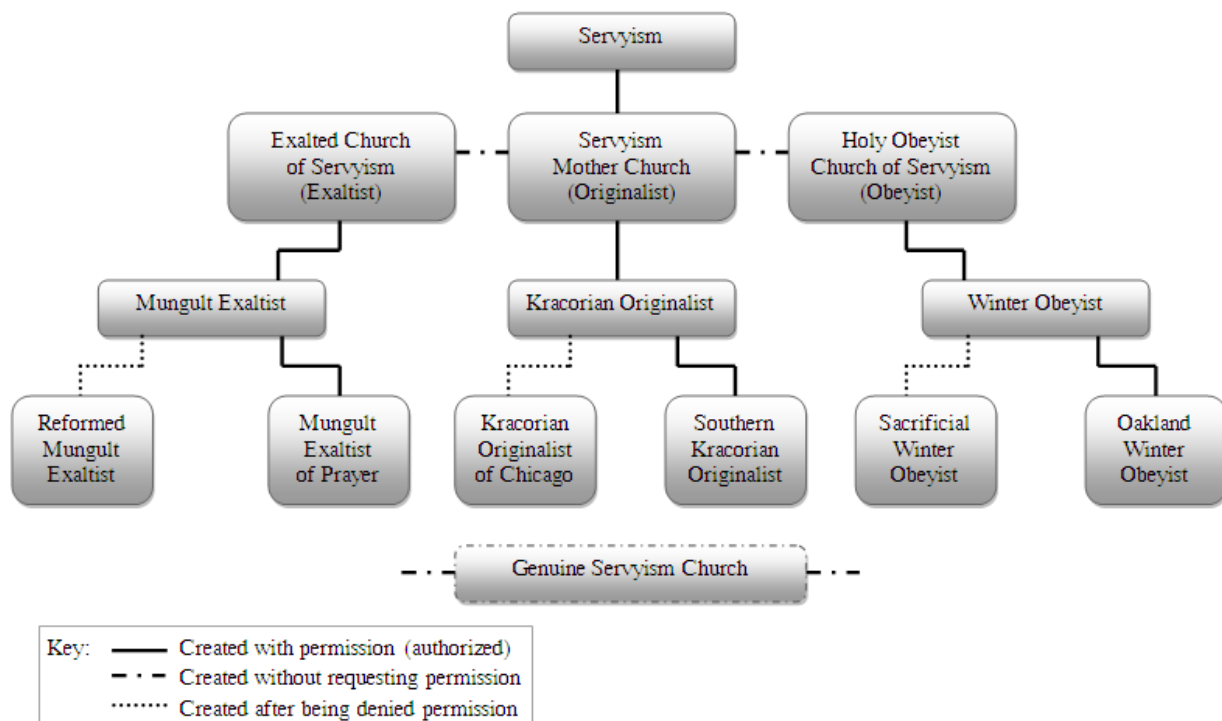 Servyism
Exalted Church
of Servyism
(Exaltist)
Servyism
Mother Church
(Originalist)
Holy Obeyist
Church of Servyism
(Obeyist)
Mungult Exaltist
Kracorian Originalist
Winter Obeyist
Reformed
Mungult
Exaltist
Mungult
Exaltist
of Prayer
Kracorian
Originalist
of Chicago
Southern
Kracorian
Originalist
Sacrificial
Winter
Obeyist
Oakland
Winter
Obeyist
Genuine Servyism Church
Key: Created with permission (authorized)
Created without requesting permission
Created after being denied permission